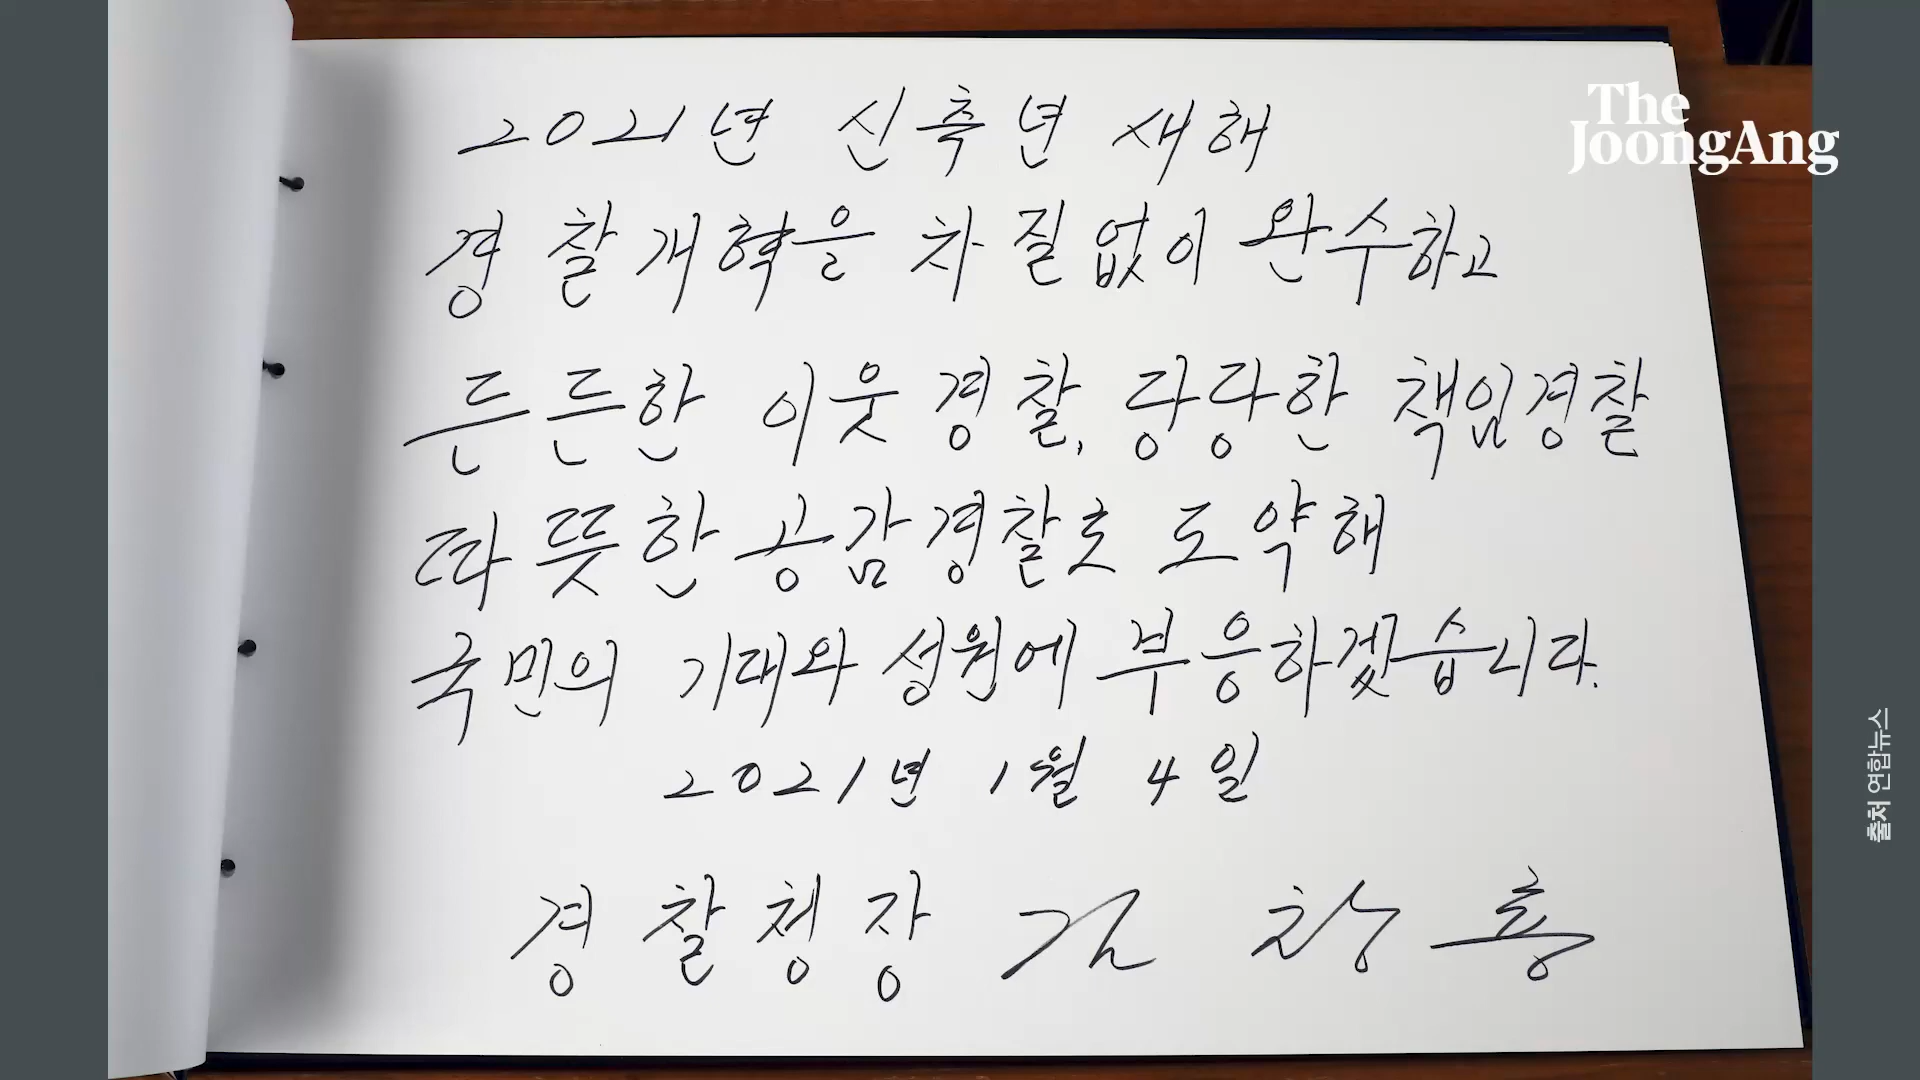 2021년 신축년 새해
경찰개혁을 차질없이 완수하고
든든한 이웃경찰, 당당한 책임경찰
따뜻한 공감경찰로 도약해
국민의 기대와 성원에 부응하겠습니다.
2021년 1월 4일
경찰청장 김창룡
The
JoongAng
출처 연합뉴스